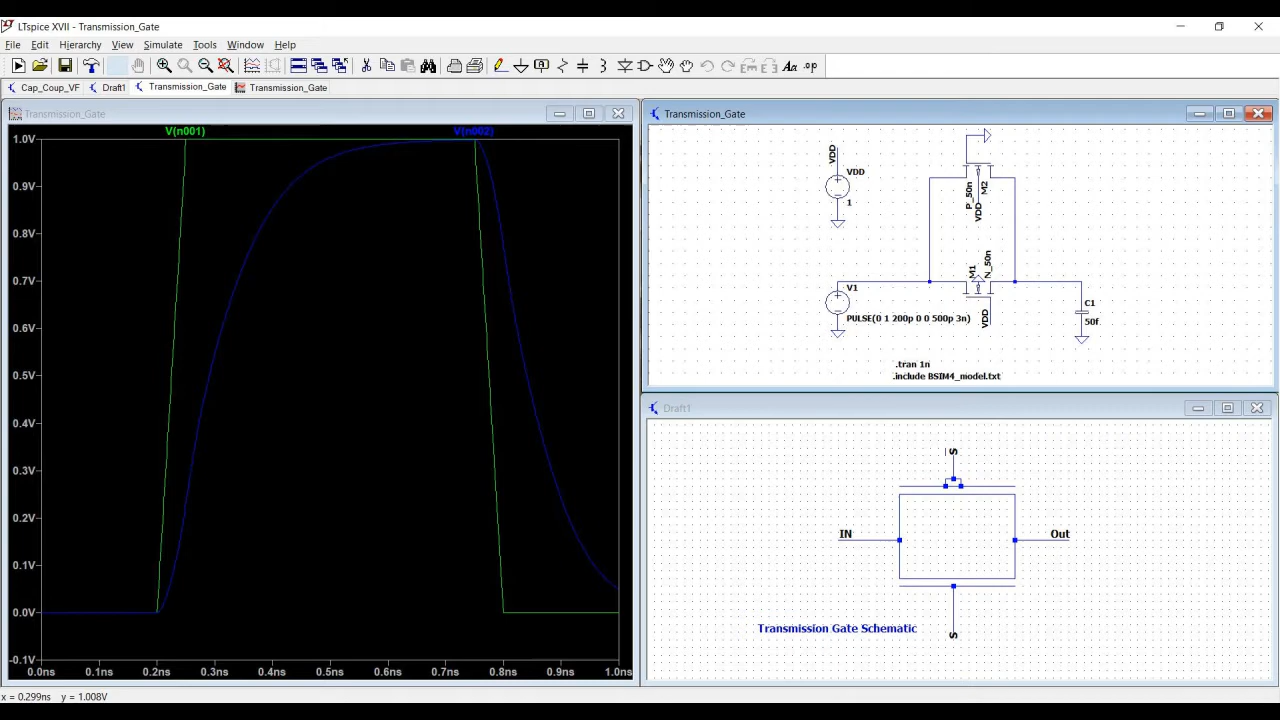 LTspice XVII - Transmission_Gate
File Edit Hierarchy View Simulate Tools Window Help
Aa .op
Cap_Coup_VF Draft1 Transmission_Gate Transmission_Gate
Transmission_Gate
V(n001) V(n002)
1.0V
0.9V
0.8V
0.7V
0.6V
0.5V
0.4V
0.3V
0.2V
0.1V
0.0V
-0.1V
0.0ns 0.1ns 0.2ns 0.3ns 0.4ns 0.5ns 0.6ns 0.7ns 0.8ns 0.9ns 1.0ns
Transmission_Gate
VDD
VDD
1
P_50n
M2
VDD
M1
N_50n
VDD
V1
PULSE(0 1 200p 0 0 500p 3n)
C1
50f
.tran 1n
.include BSIM4_model.txt
Draft1
S
IN
Out
S
Transmission Gate Schematic
x = 0.299ns y = 1.008V